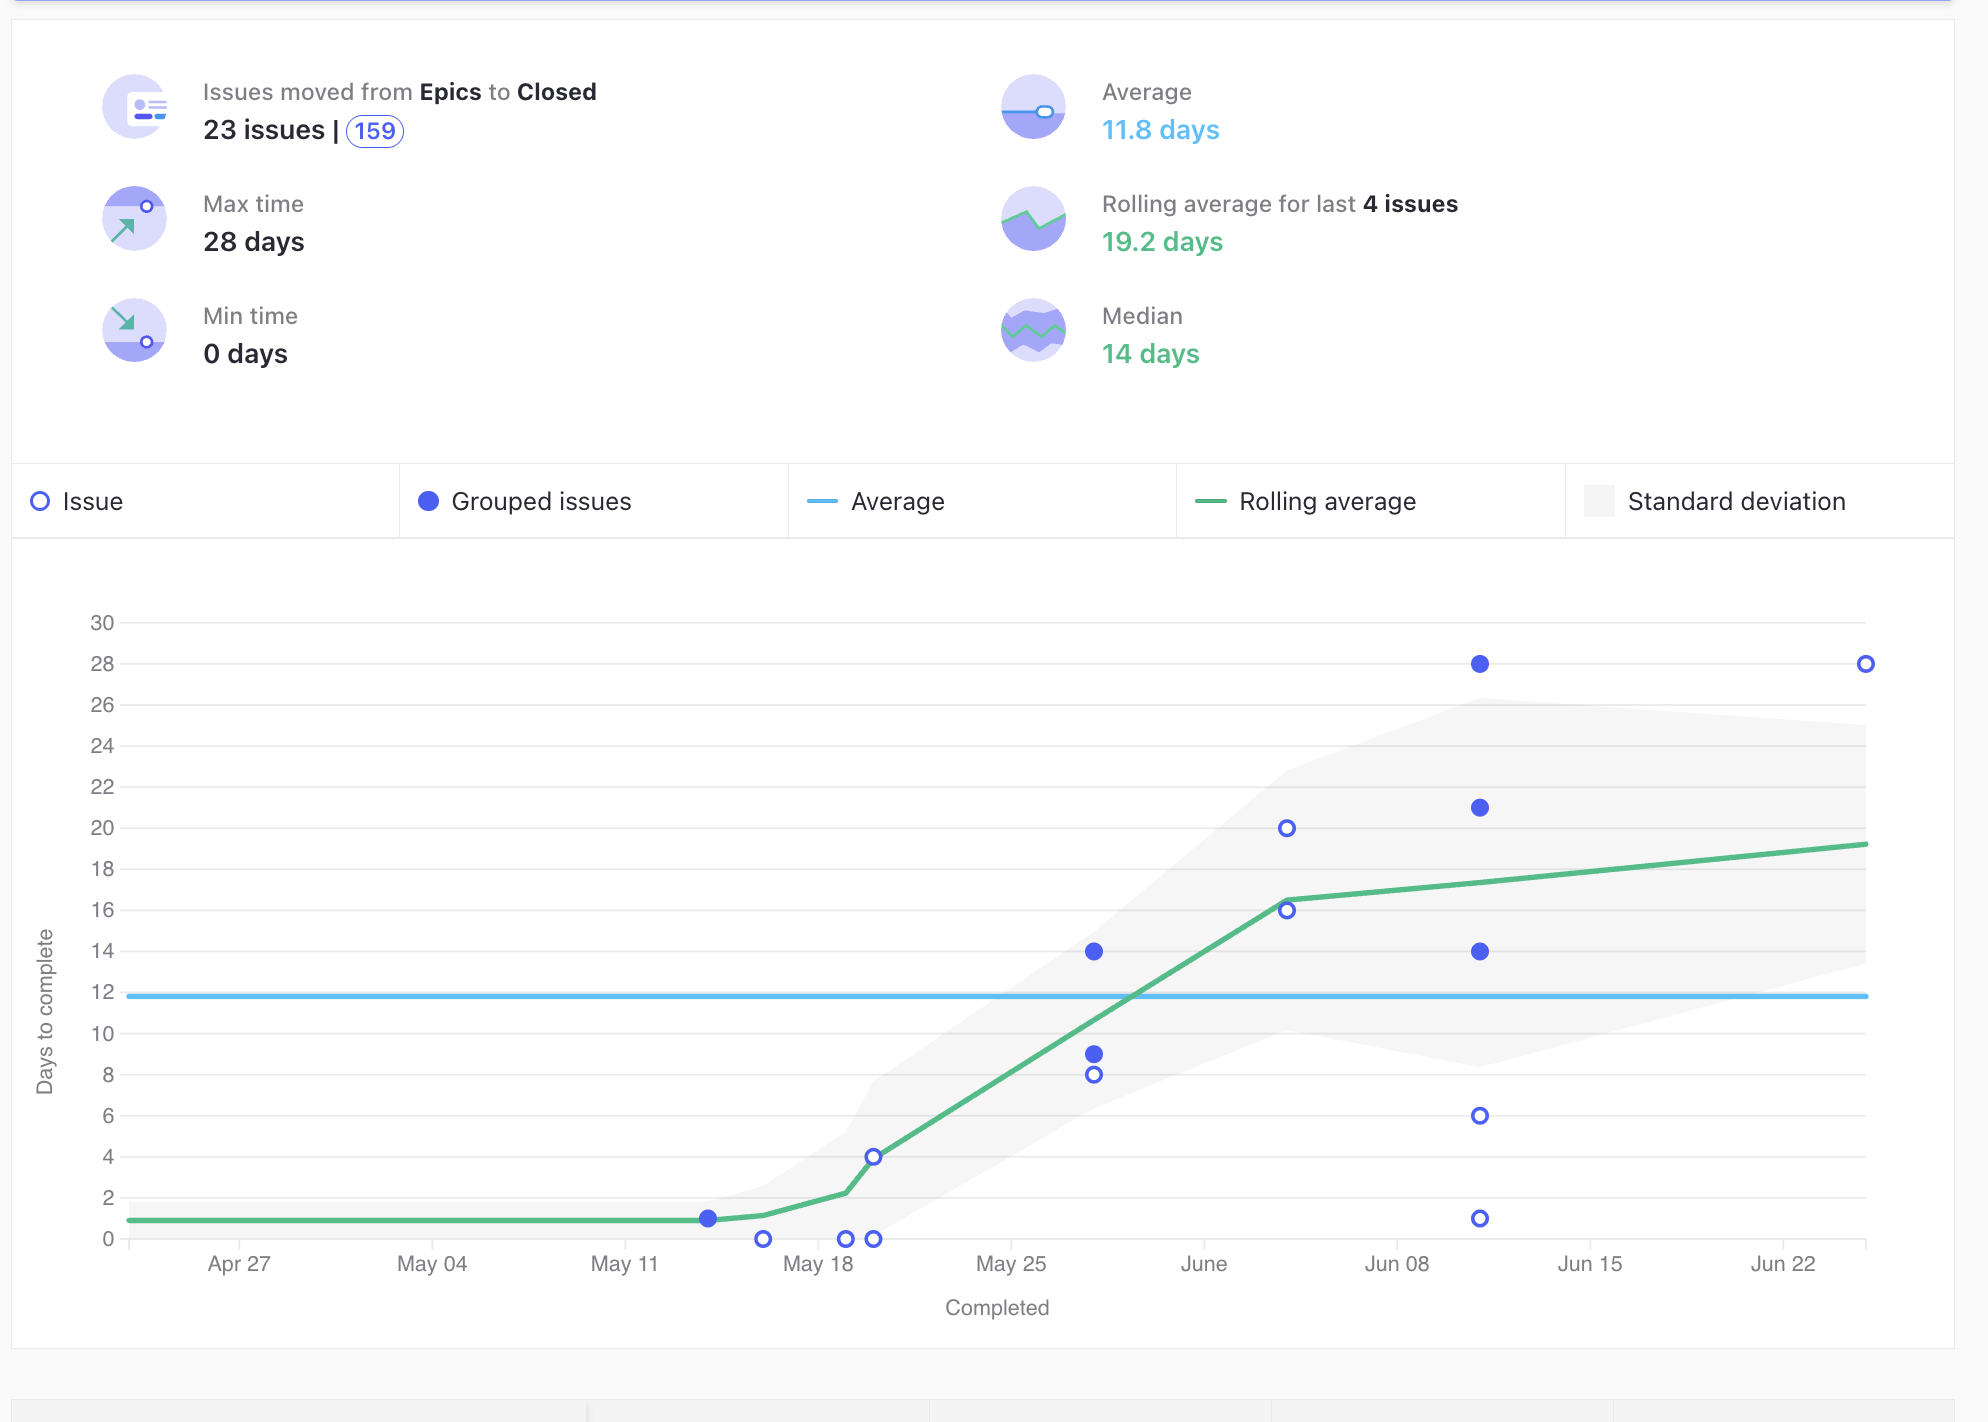 Issues moved from Epics to Closed
23 issues | 159
Max time
28 days
Min time
0 days
Average
11.8 days
Rolling average for last 4 issues
19.2 days
Median
14 days
Issue
Grouped issues
Average
Rolling average
Standard deviation
Days to complete
30
28
26
24
22
20
18
16
14
12
10
8
6
4
2
0
Apr 27
May 04
May 11
May 18
May 25
June
Jun 08
Jun 15
Jun 22
Completed